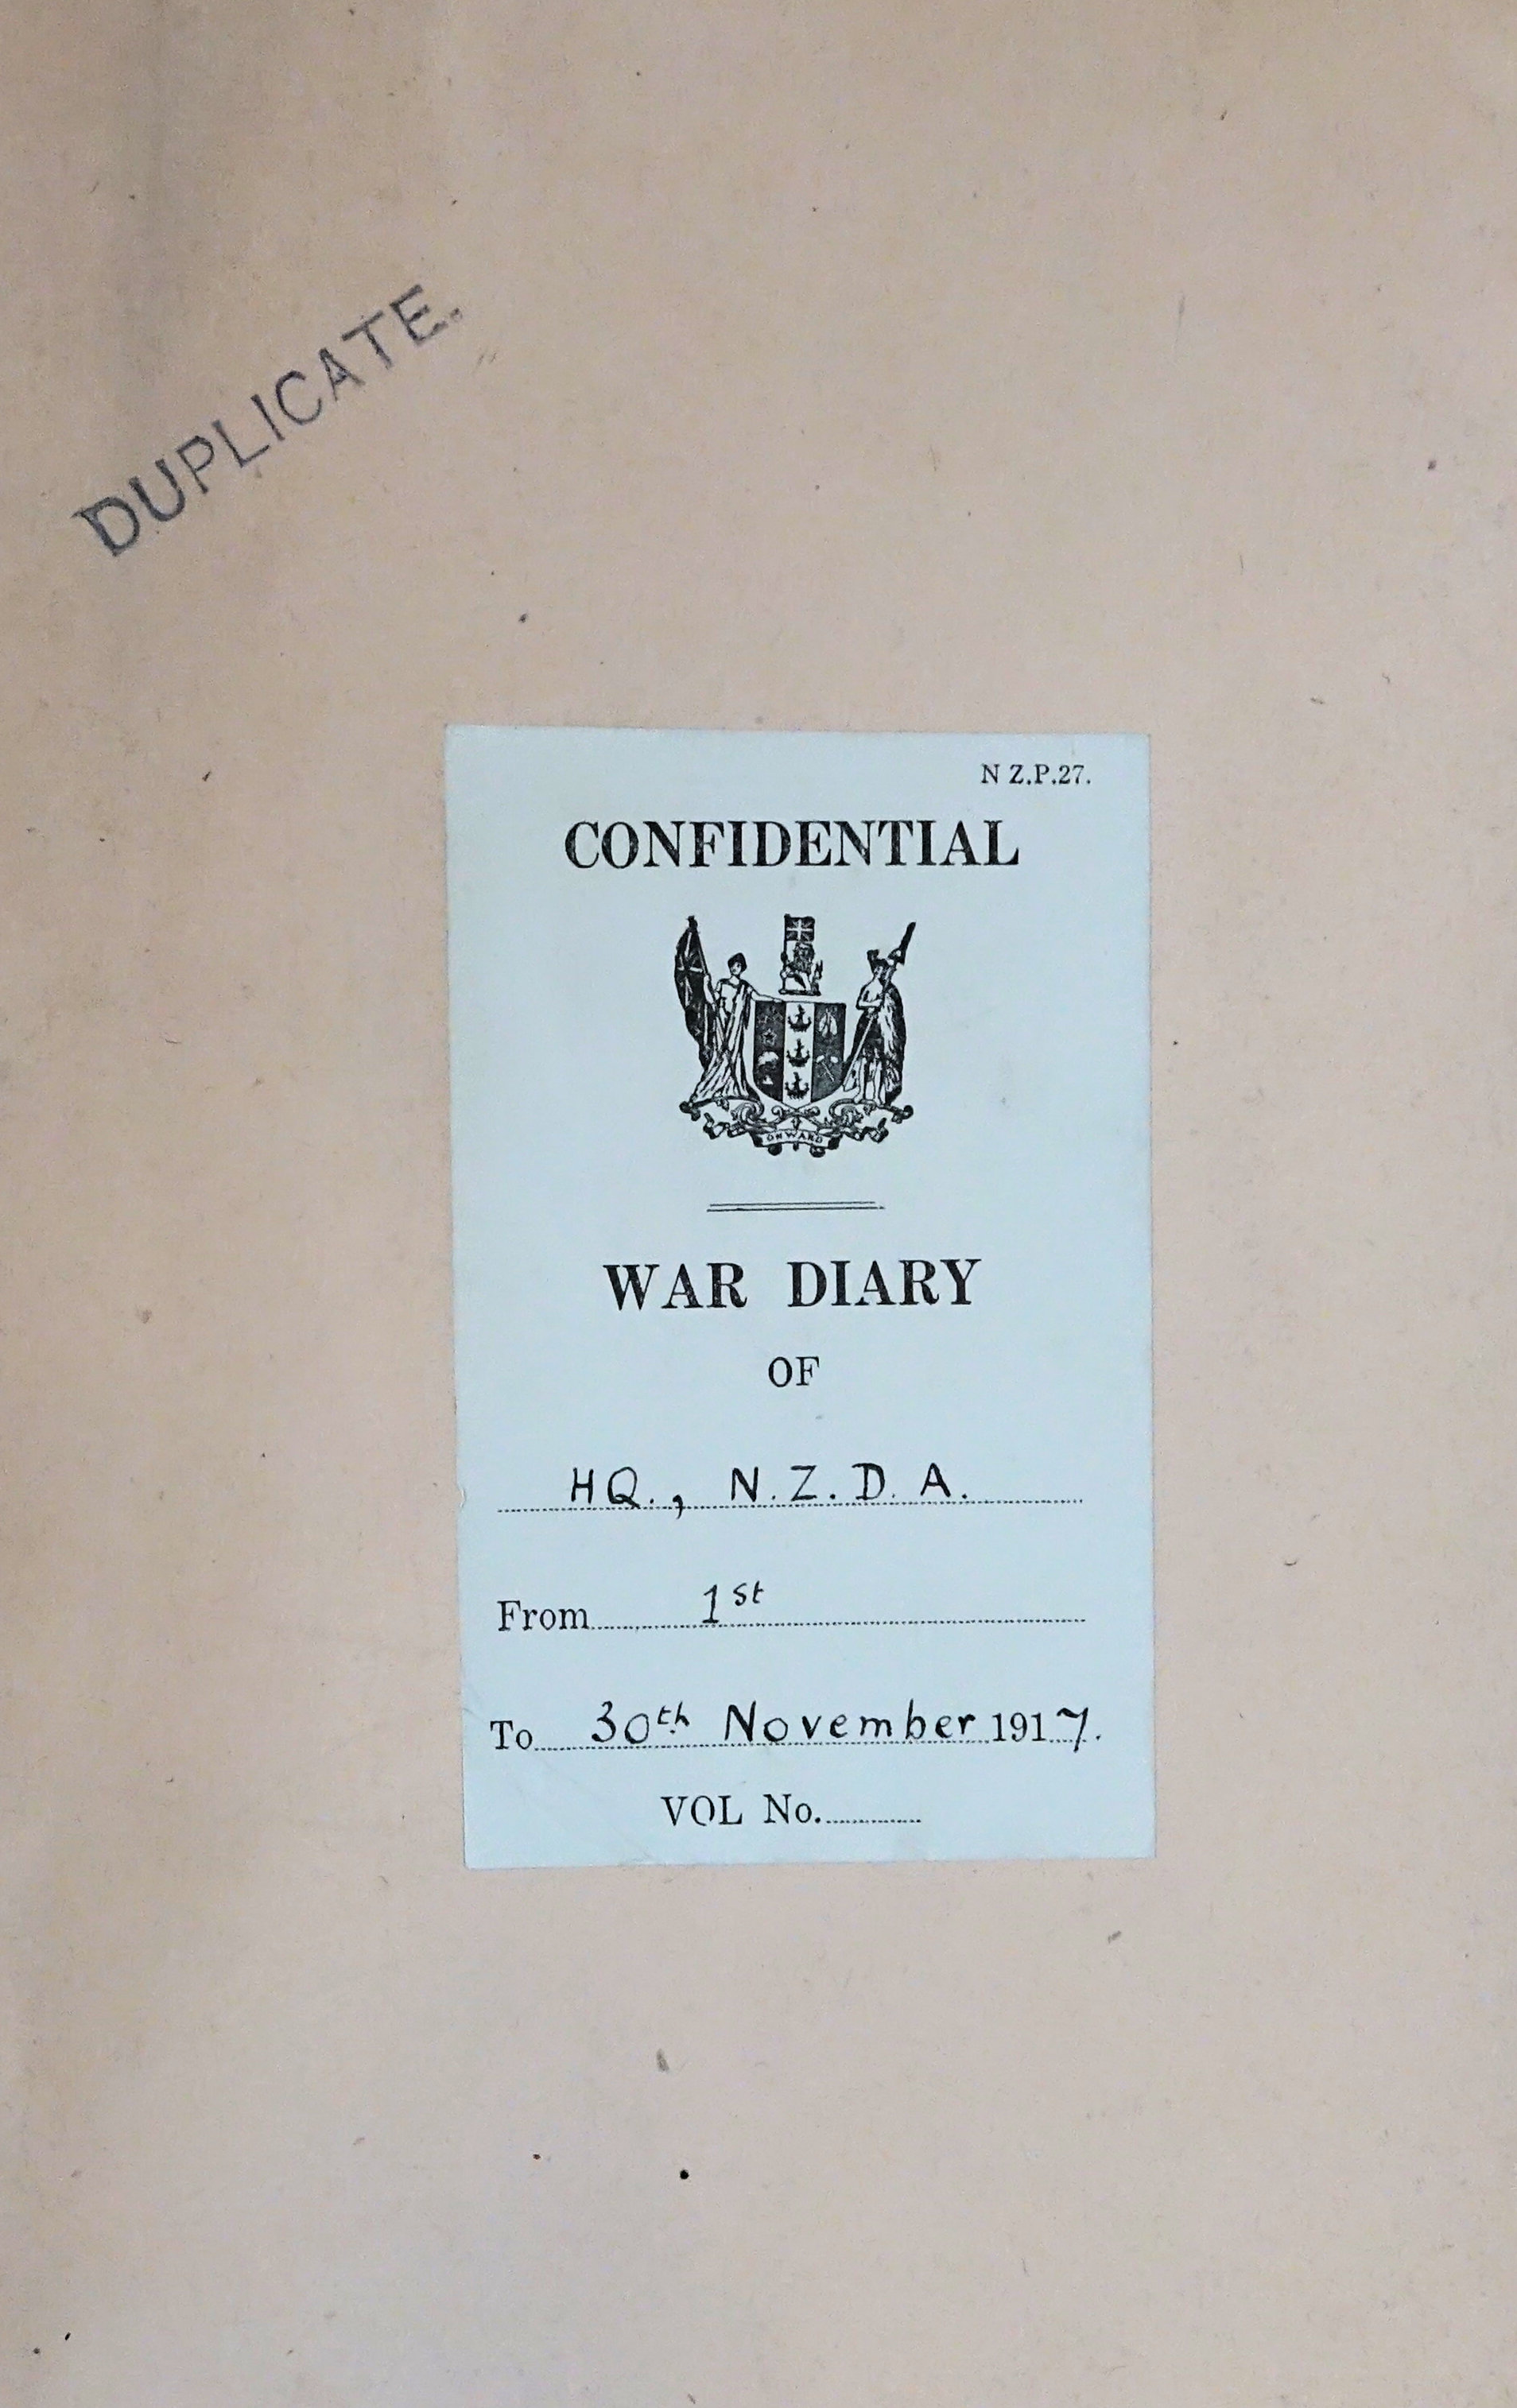 DUPLICATE.
N Z.P.27.
CONFIDENTIAL
ONWARD
WAR DIARY
OF
HQ., N.Z.D.A.
From 1st
To 30th November 1917.
VOL No.